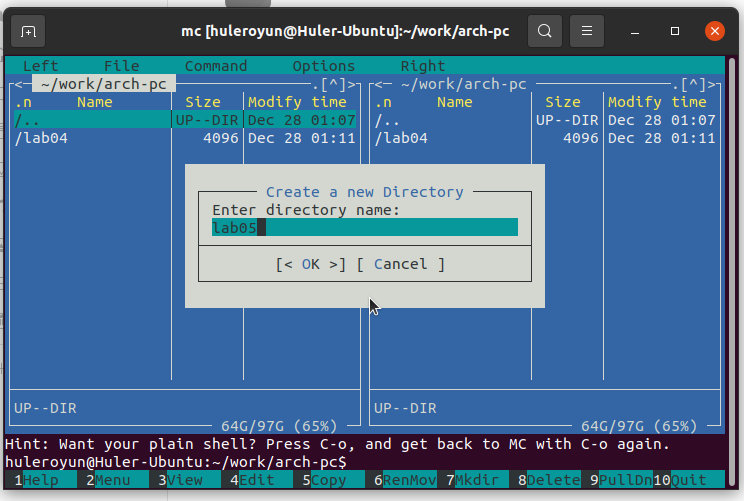 mc [huleroyun@Huler-Ubuntu]:~/work/arch-pc
Left File Command Options Right
<─ ~/work/arch-pc ──.[^]>┐ <─ ~/work/arch-pc ──.[^]>
.n Name Size Modify time .n Name Size Modify time
/.. UP--DIR Dec 28 01:07 /.. UP--DIR Dec 28 01:07
/lab04 4096 Dec 28 01:11 /lab04 4096 Dec 28 01:11
Create a new Directory
Enter directory name:
lab05
[< OK >] [ Cancel ]
UP--DIR UP--DIR
64G/97G (65%) 64G/97G (65%)
Hint: Want your plain shell? Press C-o, and get back to MC with C-o again.
huleroyun@Huler-Ubuntu:~/work/arch-pc$
1Help 2Menu 3View 4Edit 5Copy 6RenMov 7Mkdir 8Delete 9PullDn 10Quit